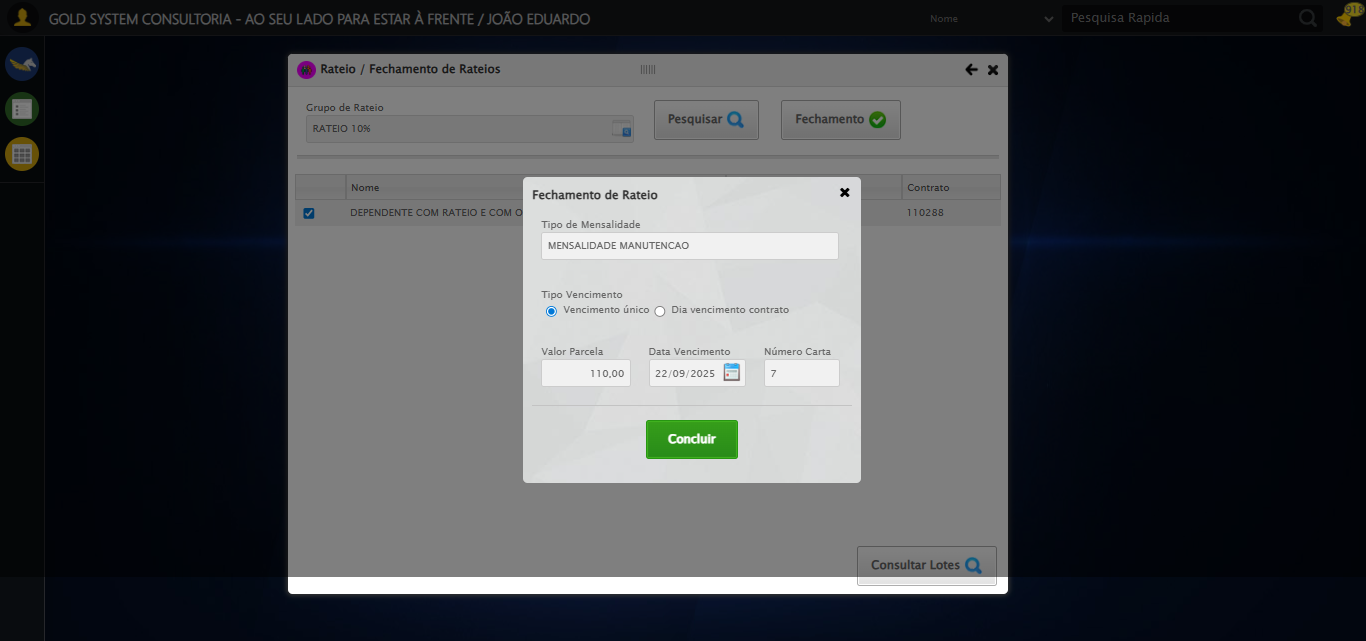 GOLD SYSTEM CONSULTORIA - AO SEU LADO PARA ESTAR À FRENTE / JOÃO EDUARDO
Nome
Pesquisa Rapida
918
Rateio / Fechamento de Rateios
Grupo de Rateio
RATEIO 10%
Pesquisar
Fechamento
Nome
Contrato
DEPENDENTE COM RATEIO E COM O
110288
Fechamento de Rateio
Tipo de Mensalidade
MENSALIDADE MANUTENCAO
Tipo Vencimento
Vencimento único
Dia vencimento contrato
Valor Parcela
Data Vencimento
Número Carta
110,00
22/09/2025
7
Concluir
Consultar Lotes